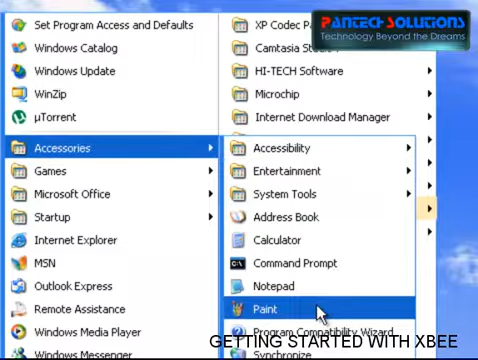 Set Program Access and Defaults
Windows Catalog
Windows Update
WinZip
µTorrent
Accessories
Games
Microsoft Office
Startup
Internet Explorer
MSN
Outlook Express
Remote Assistance
Windows Media Player
Windows Messenger
XP Codec
Camtasia
HI-TECH Software
Microchip
Internet Download Manager
Accessibility
Entertainment
System Tools
Address Book
Calculator
Command Prompt
Notepad
Paint
Program Compatibility Wizard
Synchronize
PANTECH SOLUTIONS
Technology Beyond the Dreams
GETTING STARTED WITH XBEE